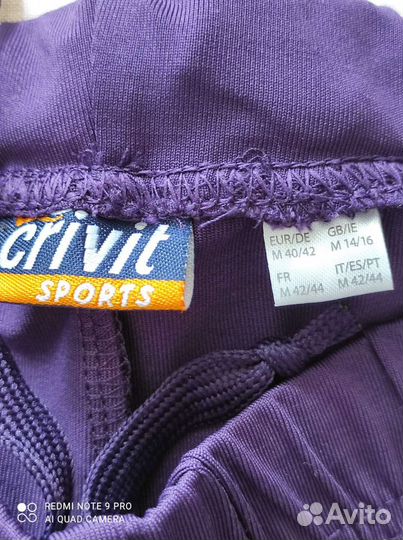 crivit
SPORTS
EUR/DE GB/IE
M 40/42 M 14/16
FR IT/ES/PT
M 42/44 M 42/44
REDMI NOTE 9 PRO
AI QUAD CAMERA
Avito